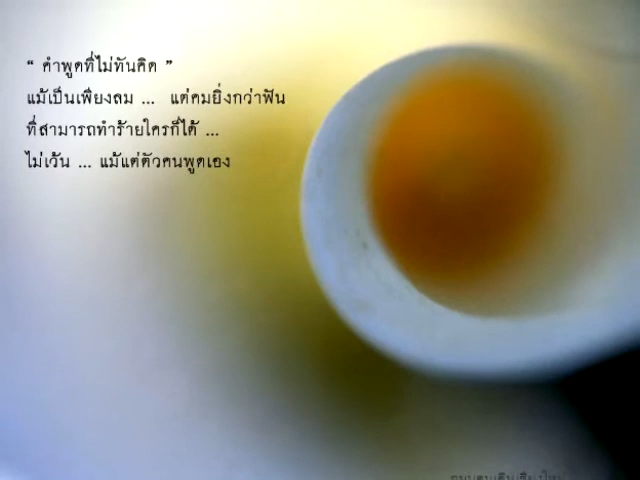 “ คำพูดที่ไม่ทันคิด ”
แม้เป็นเพียงลม ... แต่คมยิ่งกว่าฟัน
ที่สามารถทำร้ายใครก็ได้ ...
ไม่เว้น ... แม้แต่ตัวคนพูดเอง